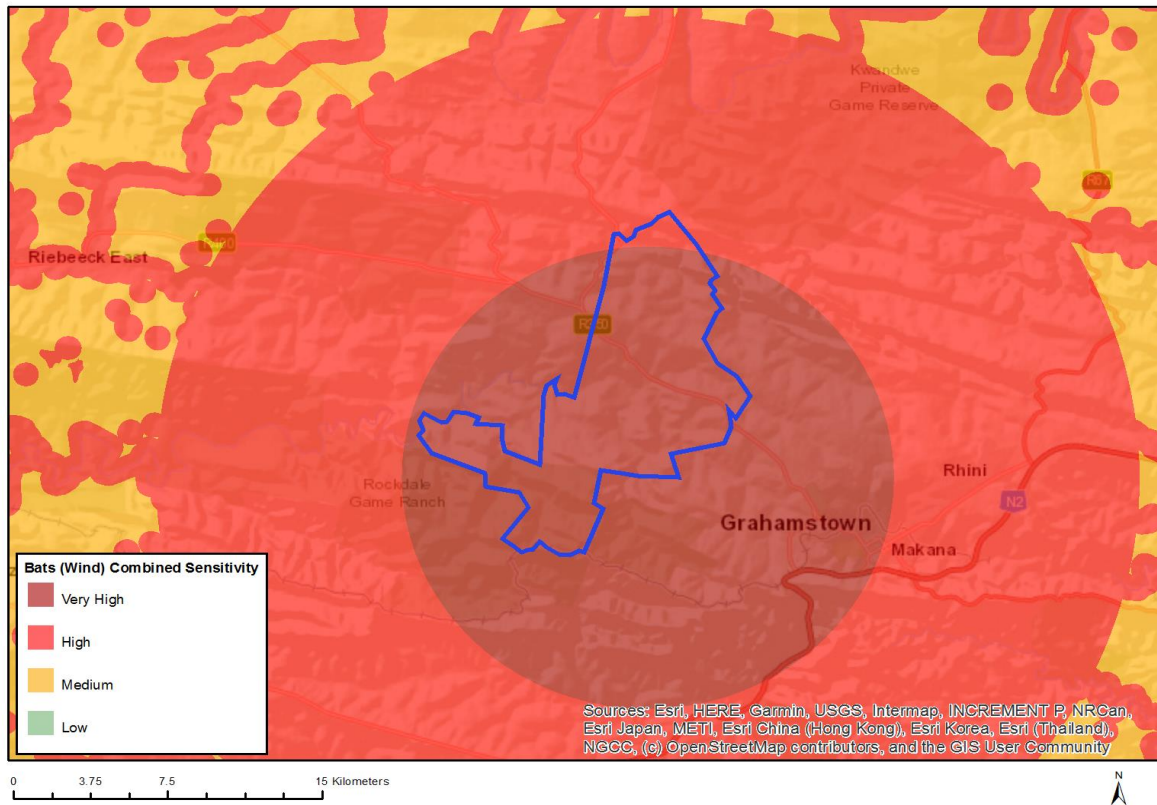 Kwandwe
Private
Game Reserve
R67
Riebeeck East
R400
R350
Rockdale
Game Ranch
Rhini
N2
Grahamstown
Makana
Bats (Wind) Combined Sensitivity
Very High
High
Medium
Low
Sources: Esri, HERE, Garmin, USGS, Intermap, INCREMENT P, NRCan,
Esri Japan, METI, Esri China (Hong Kong), Esri Korea, Esri (Thailand),
NGCC, (c) OpenStreetMap contributors, and the GIS User Community
0 3.75 7.5 15 Kilometers
N